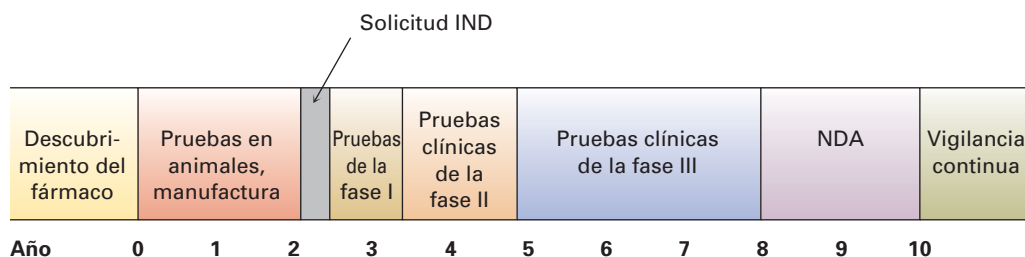 Solicitud IND
Descubri-
miento del
fármaco
Pruebas en
animales,
manufactura
Pruebas
de la
fase I
Pruebas
clínicas
de la
fase II
Pruebas clínicas
de la fase III
NDA
Vigilancia
continua
Año 0 1 2 3 4 5 6 7 8 9 10